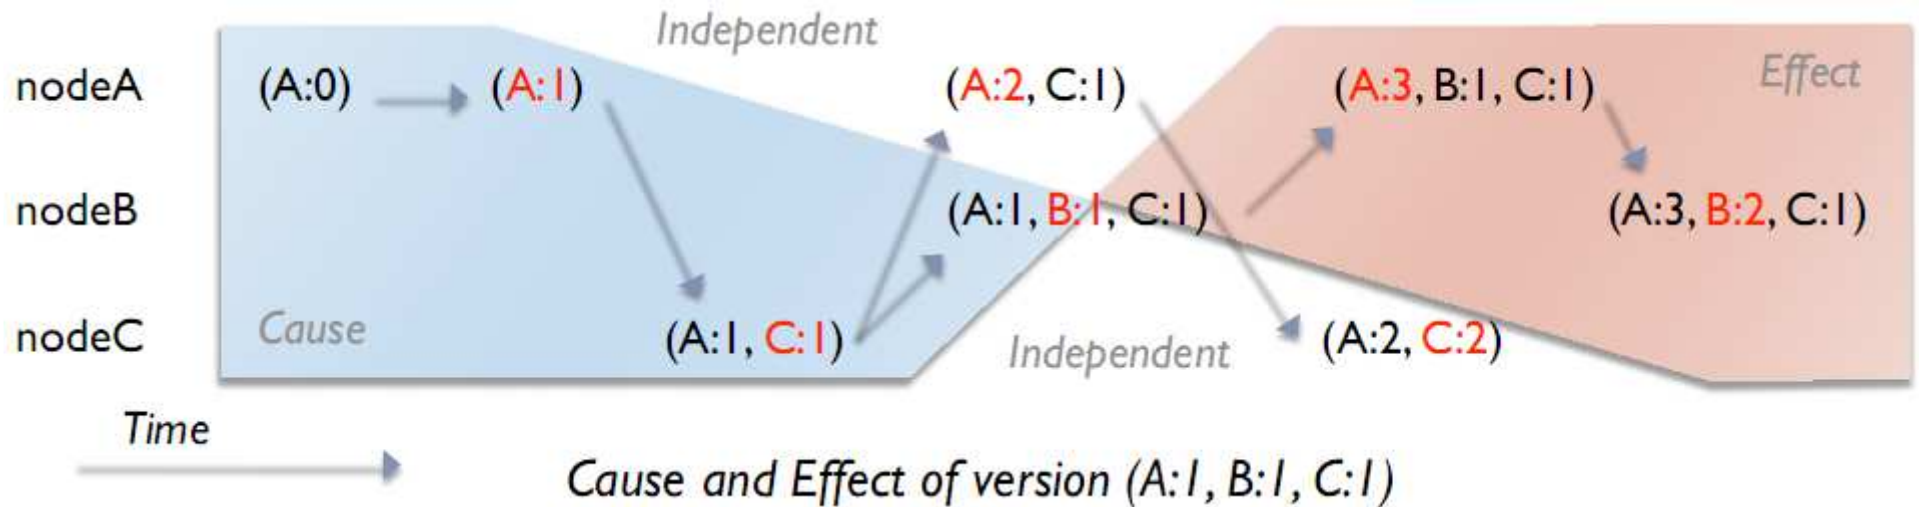 Independent
nodeA (A:0) (A:1) (A:2, C:1) (A:3, B:1, C:1) Effect
nodeB (A:1, B:1, C:1) (A:3, B:2, C:1)
nodeC Cause (A:1, C:1) Independent (A:2, C:2)
Time
Cause and Effect of version (A:1, B:1, C:1)